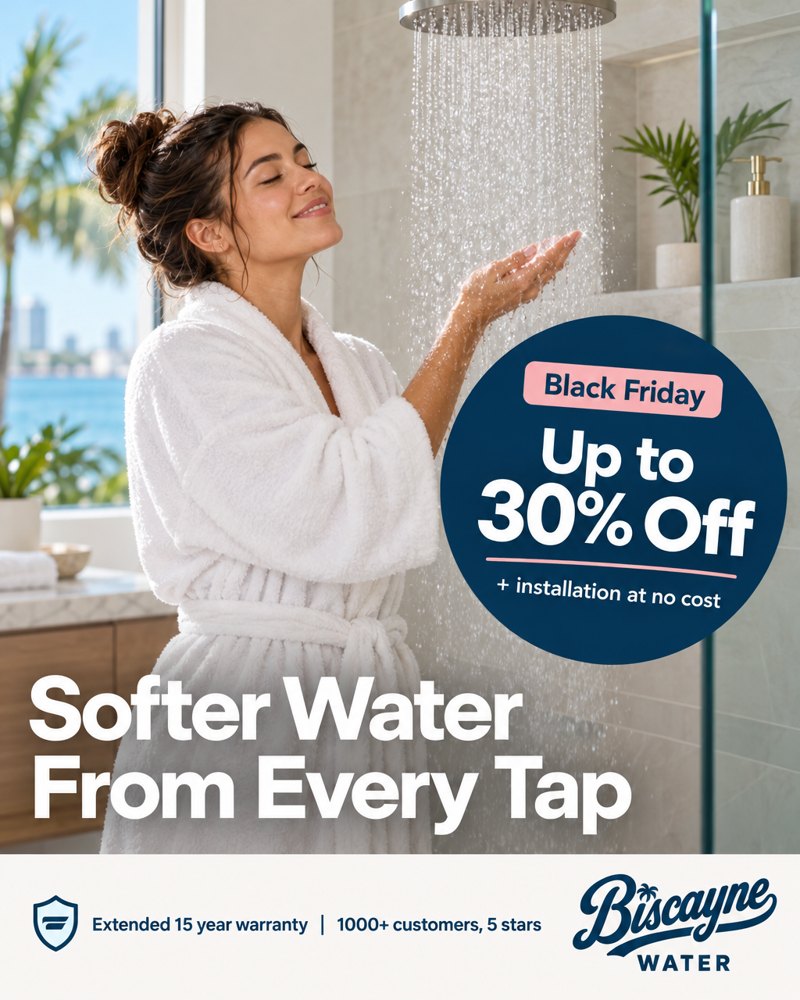 Black Friday
Up to
30% Off
+ installation at no cost
Softer Water
From Every Tap
Extended 15 year warranty | 1000+ customers, 5 stars
Biscayne
WATER